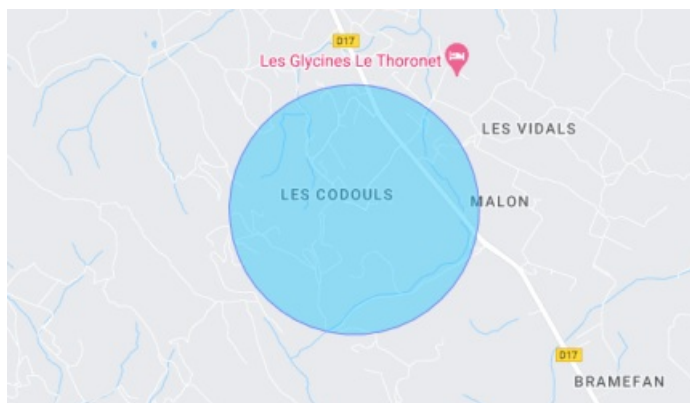 D17
Les Glycines Le Thoronet
LES VIDALS
LES CODOULS
MALON
D17
BRAMEFAN